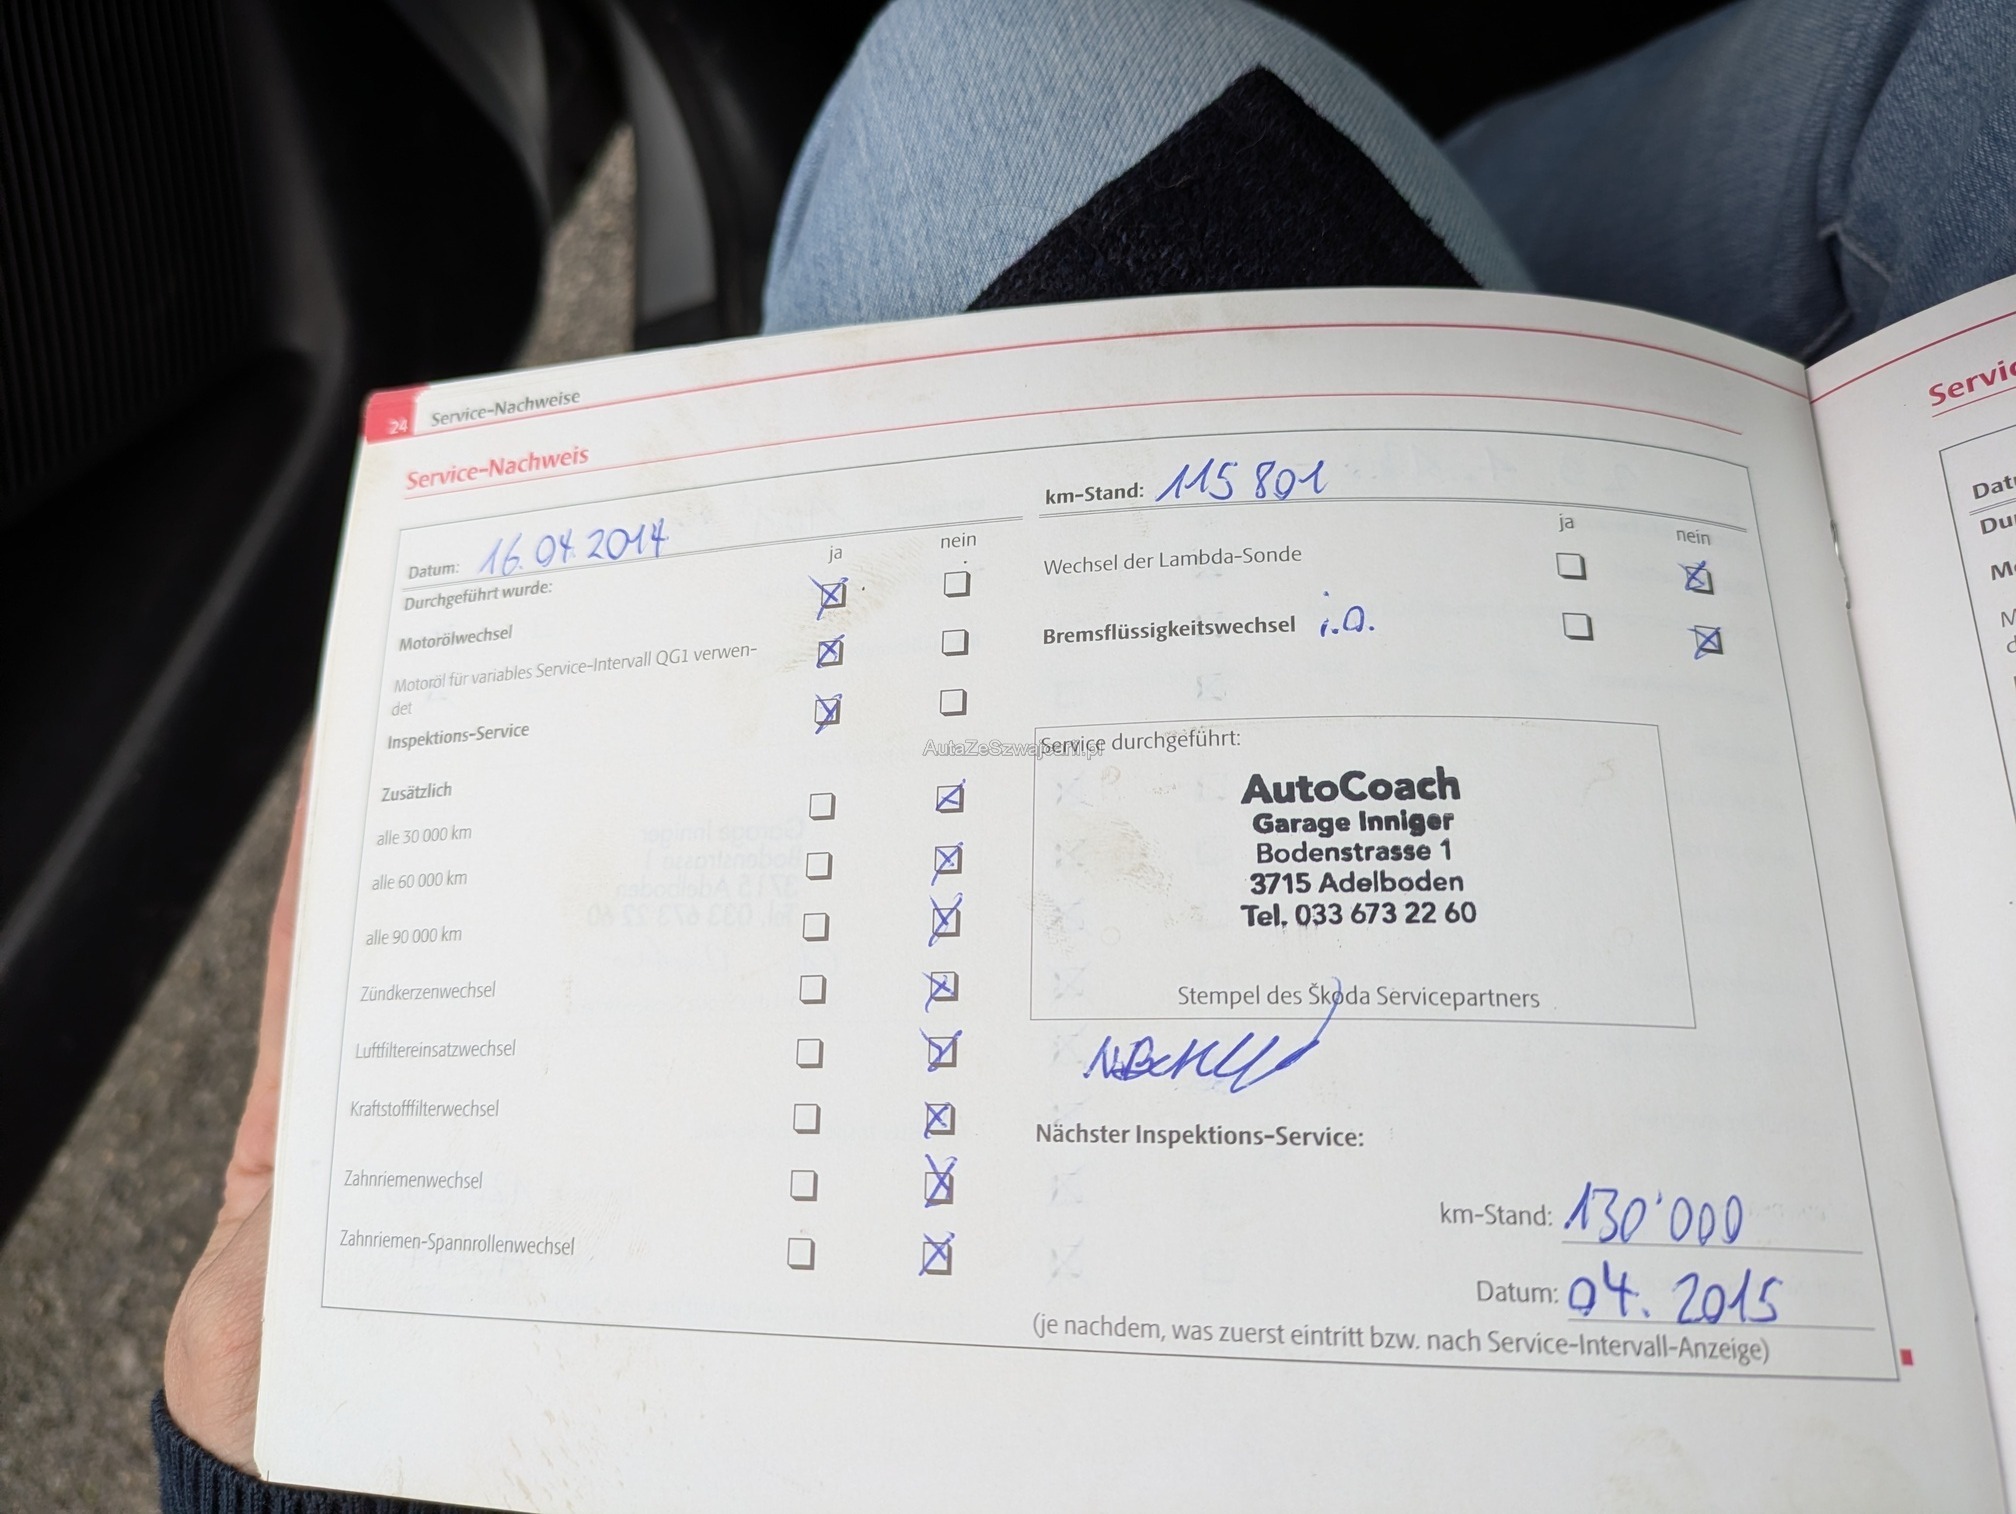 24 Service-Nachweise
Service-Nachweis
Datum: 16.04.2014
Durchgeführt wurde:
ja nein
Motorölwechsel
Motoröl für variables Service-Intervall QG1 verwen-
det
Inspektions-Service
Zusätzlich
alle 30 000 km
alle 60 000 km
alle 90 000 km
Zündkerzenwechsel
Luftfiltereinsatzwechsel
Kraftstofffilterwechsel
Zahnriemenwechsel
Zahnriemen-Spannrollenwechsel
km-Stand: 115 801
ja nein
Wechsel der Lambda-Sonde
Bremsflüssigkeitswechsel i.O.
AutaZeSzwajcarii.pl
Service durchgeführt:
AutoCoach
Garage Inniger
Bodenstrasse 1
3715 Adelboden
Tel. 033 673 22 60
Stempel des Škoda Servicepartners
Nächster Inspektions-Service:
km-Stand: 130'000
Datum: 04. 2015
(je nachdem, was zuerst eintritt bzw. nach Service-Intervall-Anzeige)